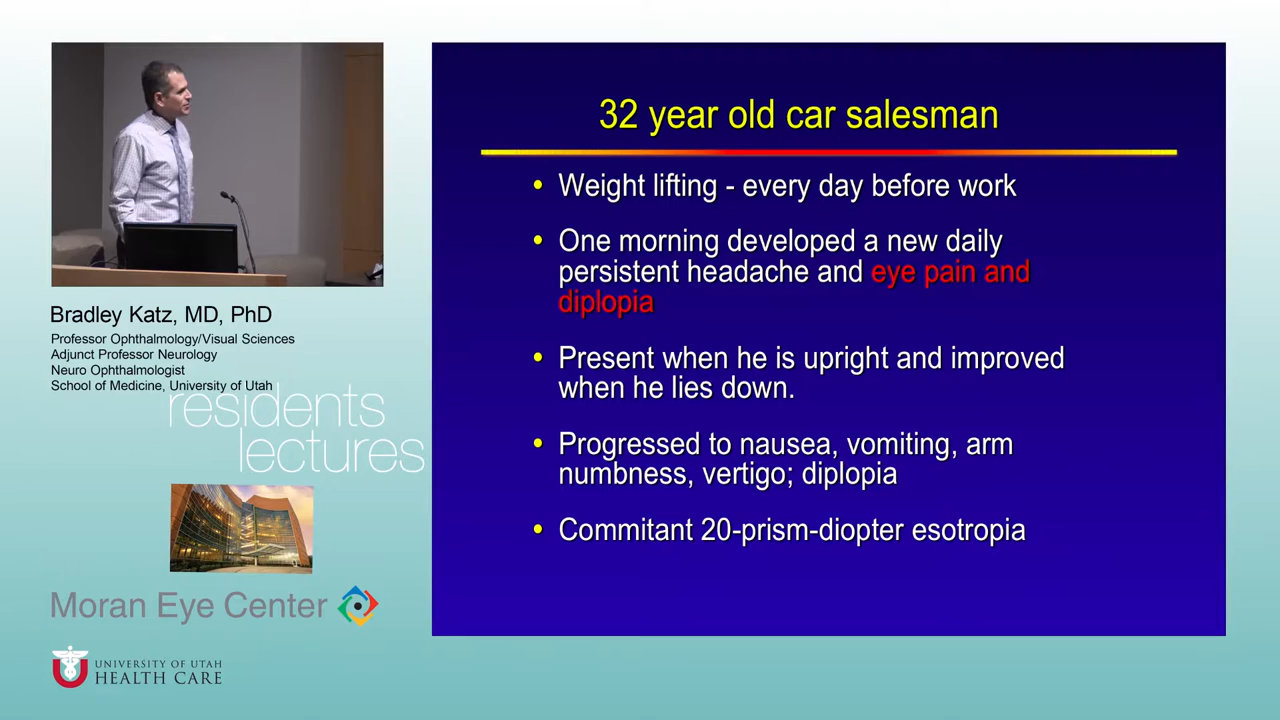 32 year old car salesman
• Weight lifting - every day before work
• One morning developed a new daily
persistent headache and eye pain and
diplopia
• Present when he is upright and improved
when he lies down.
• Progressed to nausea, vomiting, arm
numbness, vertigo; diplopia
• Commitant 20-prism-diopter esotropia
Bradley Katz, MD, PhD
Professor Ophthalmology/Visual Sciences
Adjunct Professor Neurology
Neuro Ophthalmologist
School of Medicine, University of Utah
residents
lectures
Moran Eye Center
UNIVERSITY OF UTAH
HEALTH CARE